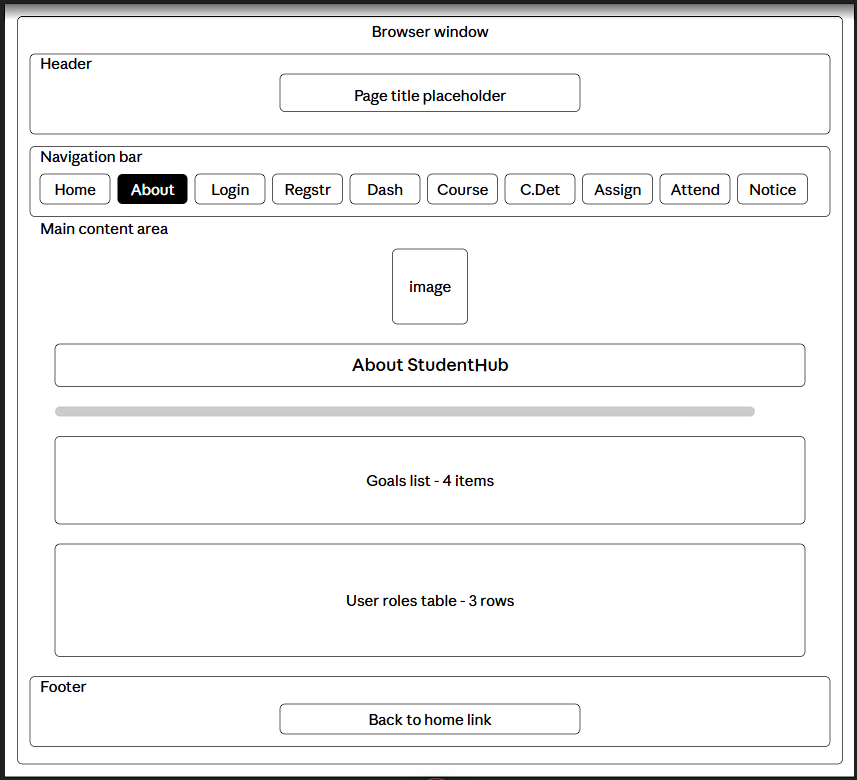 Browser window
Header
Page title placeholder
Navigation bar
Home About Login Regstr Dash Course C.Det Assign Attend Notice
Main content area
image
About StudentHub
Goals list - 4 items
User roles table - 3 rows
Footer
Back to home link